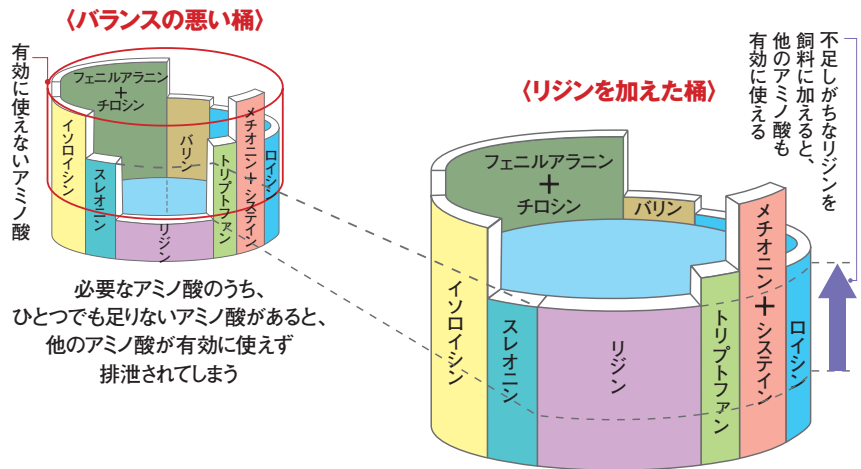 〈バランスの悪い桶〉
有効に使えないアミノ酸
フェニルアラニン
+
チロシン
イソロイシン
スレオニン
バリン
リジン
トリプトファン
メチオニン+システイン
ロイシン
必要なアミノ酸のうち、
ひとつでも足りないアミノ酸があると、
他のアミノ酸が有効に使えず
排泄されてしまう
〈リジンを加えた桶〉
フェニルアラニン
+
チロシン
バリン
イソロイシン
スレオニン
リジン
トリプトファン
メチオニン+システイン
ロイシン
不足しがちなリジンを
飼料に加えると、
他のアミノ酸も
有効に使える